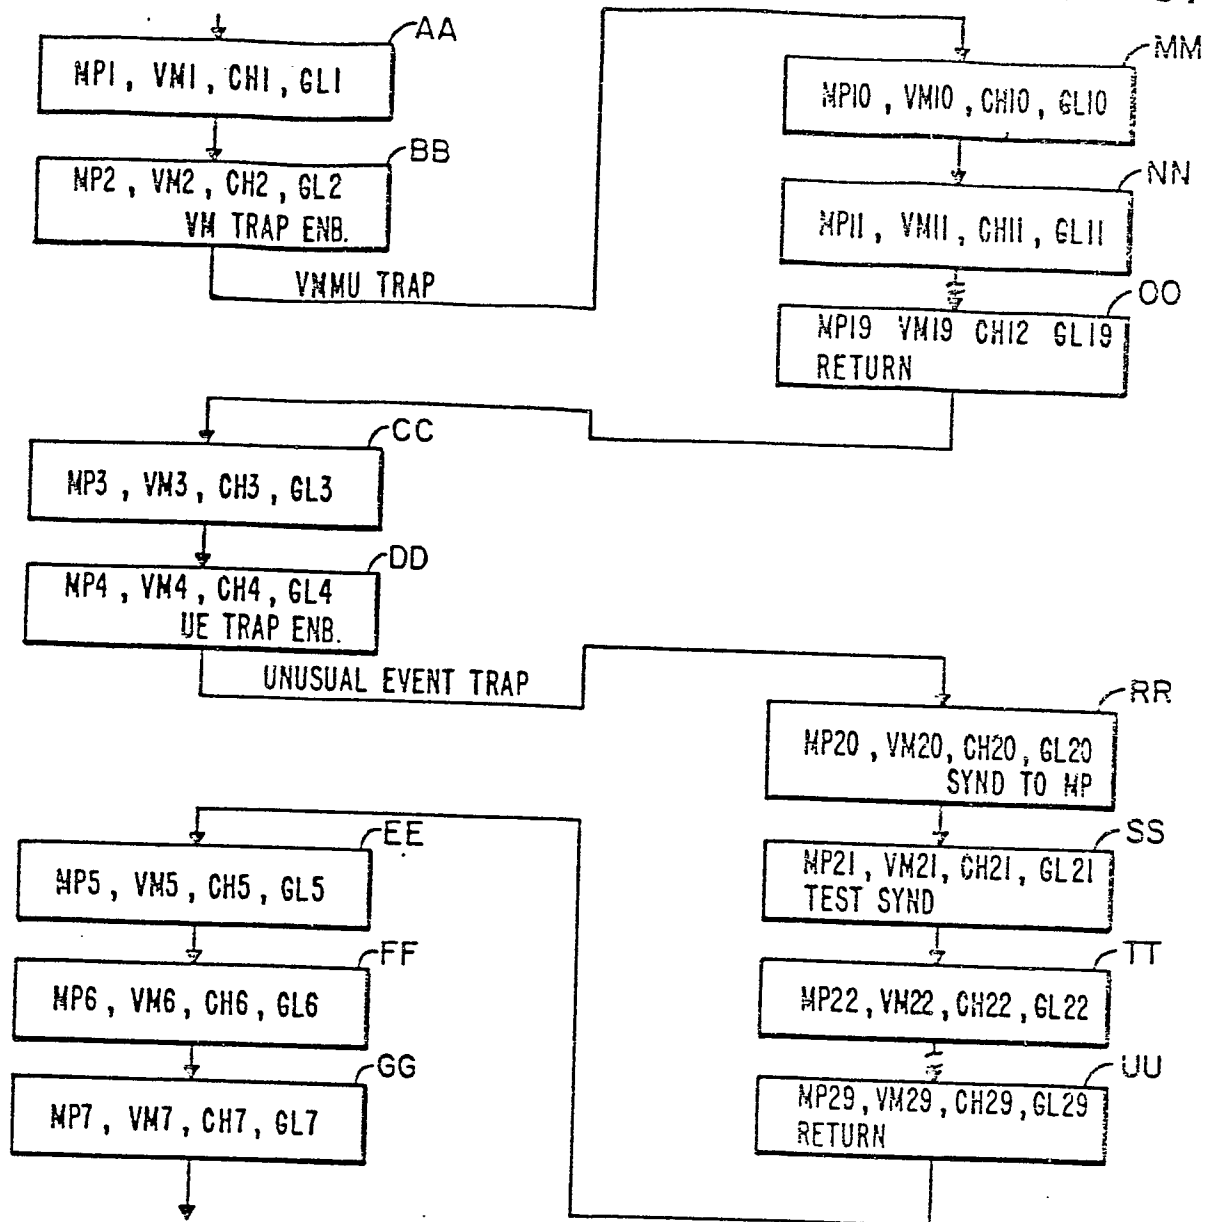 AA
MP1, VM1, CH1, GL1
BB
MP2, VM2, CH2, GL2
VM TRAP ENB.
VMMU TRAP
MM
MP10, VM10, CH10, GL10
NN
MP11, VM11, CH11, GL11
OO
MP19 VM19 CH12 GL19
RETURN
CC
MP3, VM3, CH3, GL3
DD
MP4, VM4, CH4, GL4
UE TRAP ENB.
UNUSUAL EVENT TRAP
RR
MP20, VM20, CH20, GL20
SYND TO MP
SS
MP21, VM21, CH21, GL21
TEST SYND
TT
MP22, VM22, CH22, GL22
UU
MP29, VM29, CH29, GL29
RETURN
EE
MP5, VM5, CH5, GL5
FF
MP6, VM6, CH6, GL6
GG
MP7, VM7, CH7, GL7